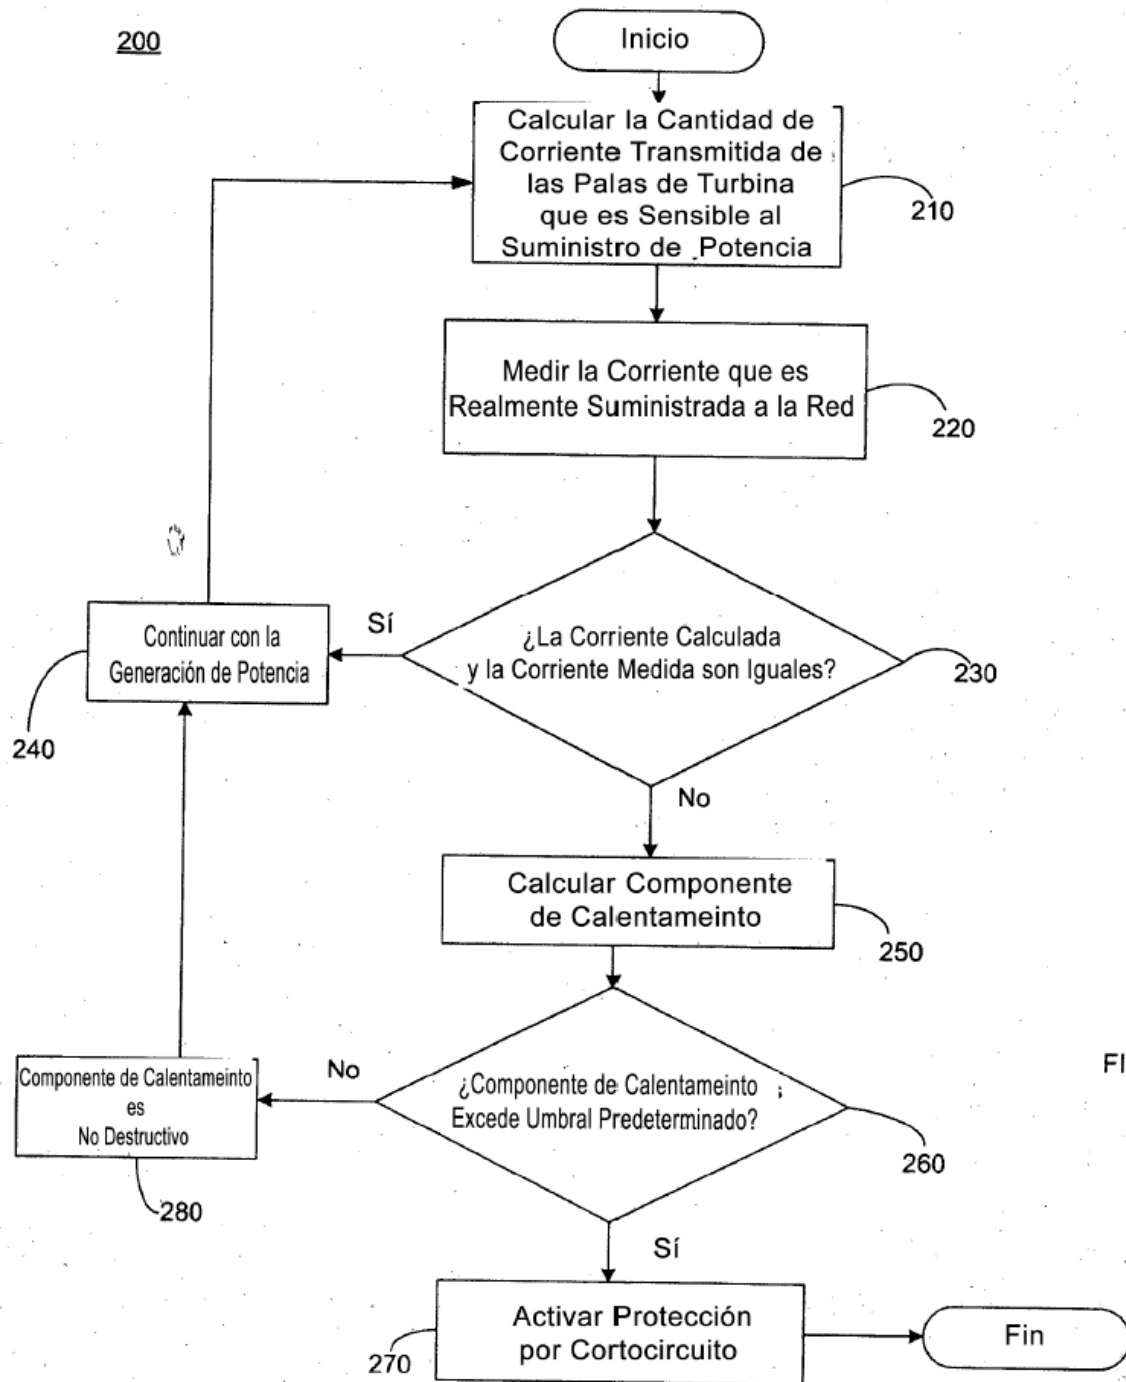 200
Inicio
Calcular la Cantidad de
Corriente Transmitida de
las Palas de Turbina
que es Sensible al
Suministro de Potencia
210
Medir la Corriente que es
Realmente Suministrada a la Red
220
Sí
¿La Corriente Calculada
y la Corriente Medida son Iguales?
230
Continuar con la
Generación de Potencia
240
No
Calcular Componente
de Calentameinto
250
No
¿Componente de Calentameinto
Excede Umbral Predeterminado?
260
Componente de Calentameinto
es
No Destructivo
280
FI
Sí
Activar Protección
por Cortocircuito
270
Fin